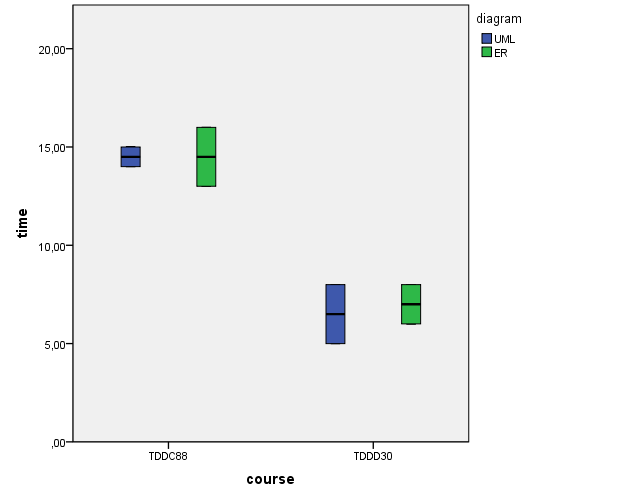 diagram
UML
ER
20,00
15,00
10,00
5,00
,00
time
TDDC88
TDDD30
course